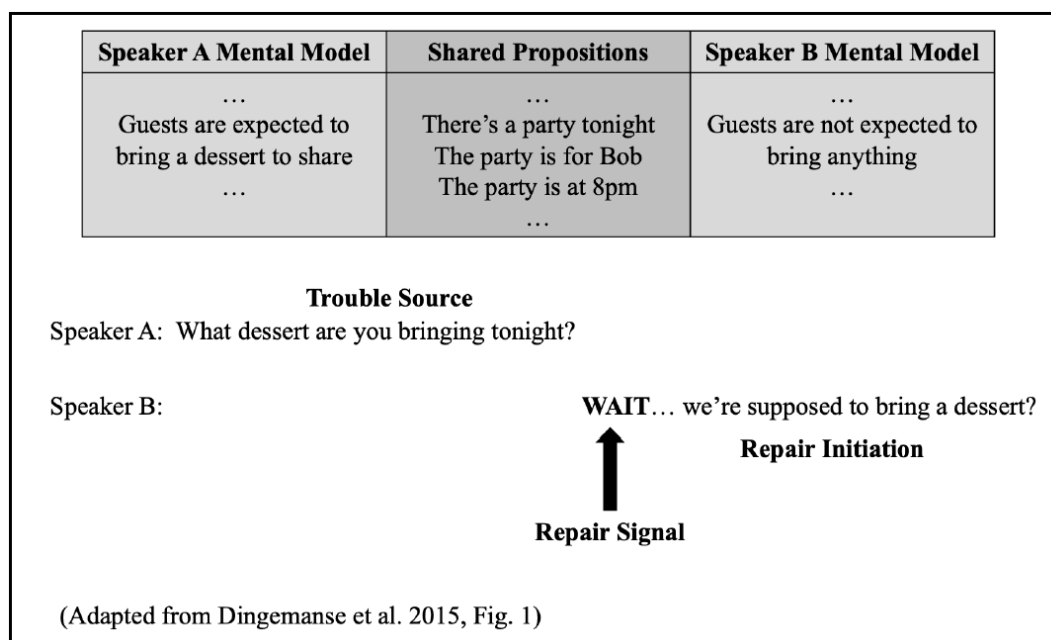 Speaker A Mental Model
Shared Propositions
Speaker B Mental Model
…
Guests are expected to
bring a dessert to share
…
…
There’s a party tonight
The party is for Bob
The party is at 8pm
…
…
Guests are not expected to
bring anything
…
Trouble Source
Speaker A: What dessert are you bringing tonight?
Speaker B: WAIT… we’re supposed to bring a dessert?
Repair Initiation
Repair Signal
(Adapted from Dingemanse et al. 2015, Fig. 1)